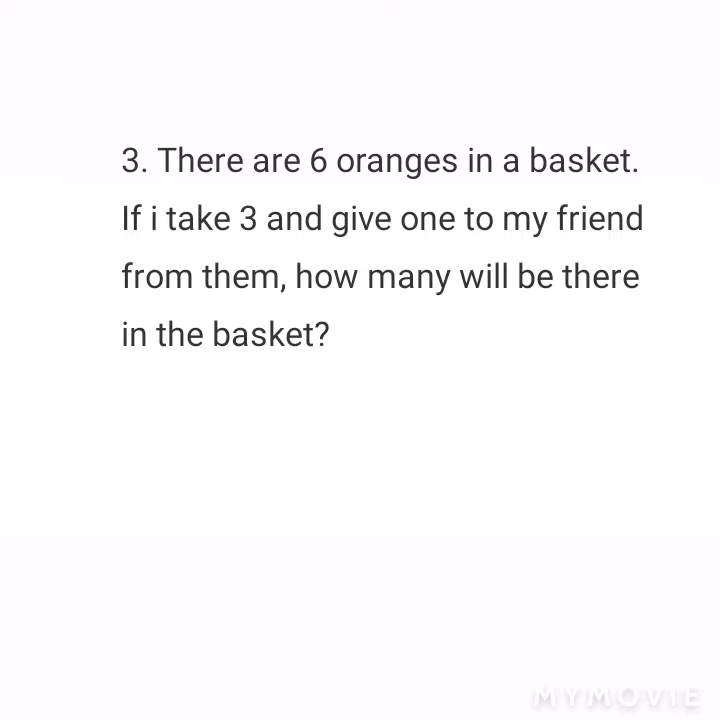 3. There are 6 oranges in a basket.
If i take 3 and give one to my friend
from them, how many will be there
in the basket?
MYMOVIE